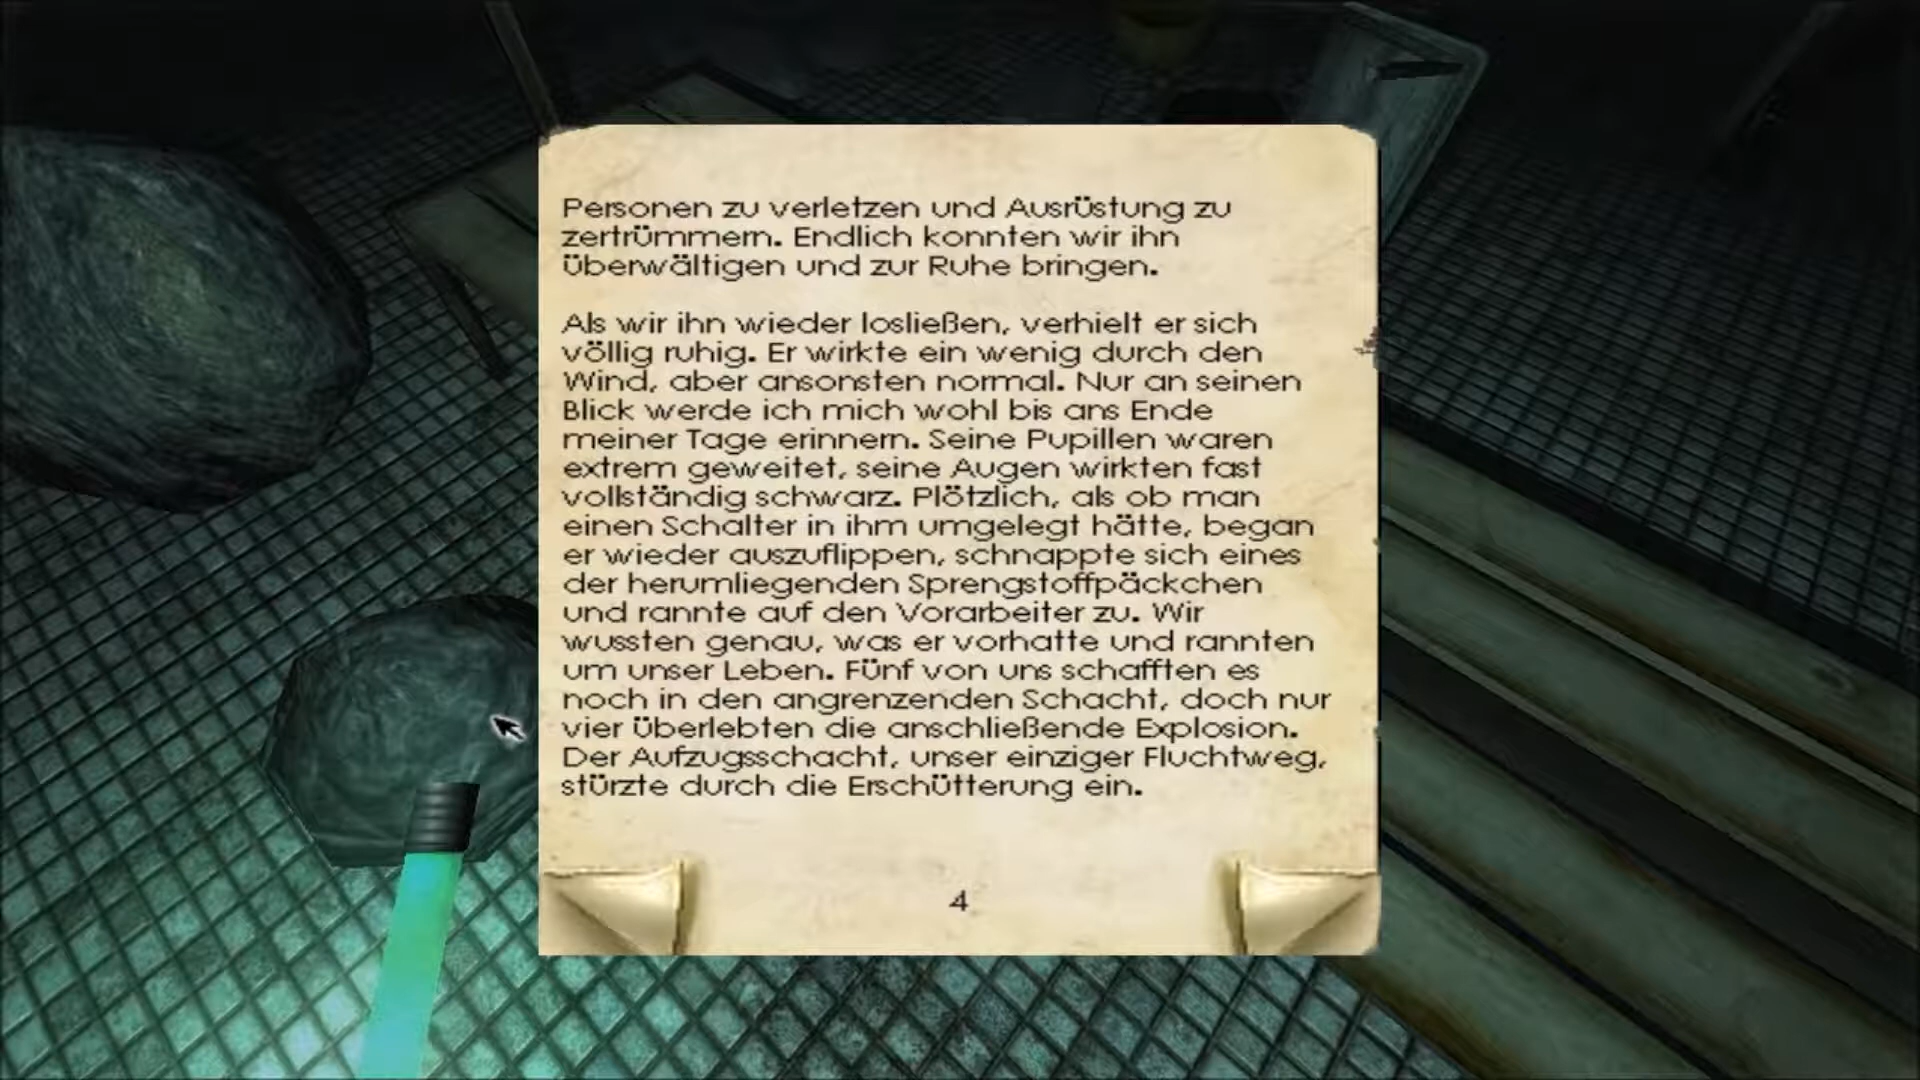 Personen zu verletzen und Ausrüstung zu
zertrümmern. Endlich konnten wir ihn
überwältigen und zur Ruhe bringen.
Als wir ihn wieder losließen, verhielt er sich
völlig ruhig. Er wirkte ein wenig durch den
Wind, aber ansonsten normal. Nur an seinen
Blick werde ich mich wohl bis ans Ende
meiner Tage erinnern. Seine Pupillen waren
extrem geweitet, seine Augen wirkten fast
vollständig schwarz. Plötzlich, als ob man
einen Schalter in ihm umgelegt hätte, began
er wieder auszuflippen, schnappte sich eines
der herumliegenden Sprengstoffpäckchen
und rannte auf den Vorarbeiter zu. Wir
wussten genau, was er vorhatte und rannten
um unser Leben. Fünf von uns schafften es
noch in den angrenzenden Schacht, doch nur
vier überlebten die anschließende Explosion.
Der Aufzugsschacht, unser einziger Fluchtweg,
stürzte durch die Erschütterung ein.
4